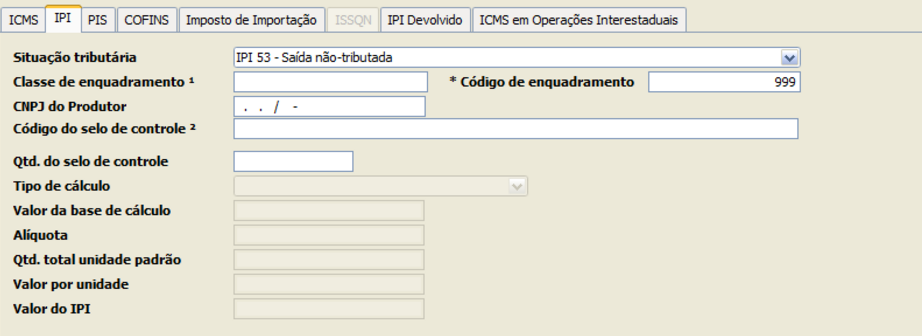 ICMS IPI PIS COFINS Imposto de Importação ISSQN IPI Devolvido ICMS em Operações Interestaduais
Situação tributária IPI 53 - Saída não-tributada
Classe de enquadramento ¹ * Código de enquadramento 999
CNPJ do Produtor . . / -
Código do selo de controle ²
Qtd. do selo de controle
Tipo de cálculo
Valor da base de cálculo
Alíquota
Qtd. total unidade padrão
Valor por unidade
Valor do IPI